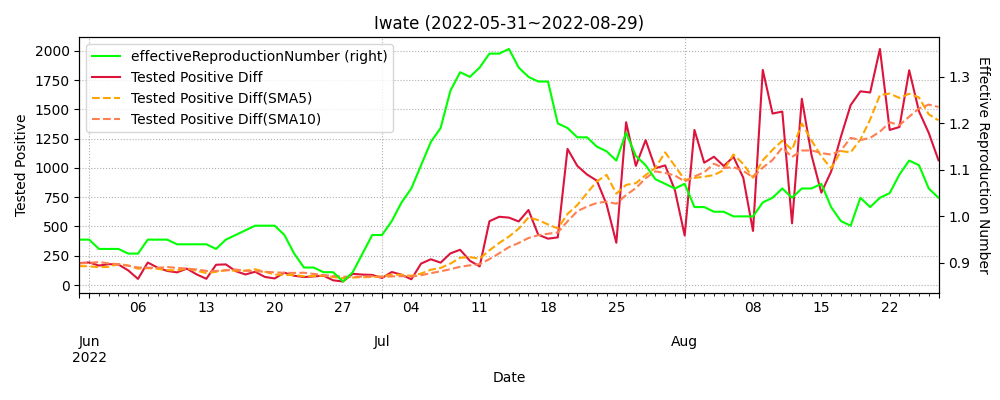 Iwate (2022-05-31~2022-08-29)
effectiveReproductionNumber (right)
Tested Positive Diff
Tested Positive Diff(SMA5)
Tested Positive Diff(SMA10)
Tested Positive
2000
1750
1500
1250
1000
750
500
250
0
Effective Reproduction Number
1.3
1.2
1.1
1.0
0.9
06 13 20 27 04 11 18 25 08 15 22
Jun Jul Aug
2022
Date